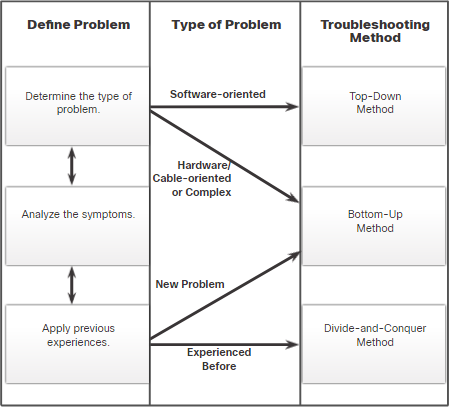 Define Problem
Type of Problem
Troubleshooting
Method
Determine the type of
problem.
Software-oriented
Top-Down
Method
Hardware/
Cable-oriented
or Complex
Analyze the symptoms.
Bottom-Up
Method
New Problem
Apply previous
experiences.
Experienced
Before
Divide-and-Conquer
Method